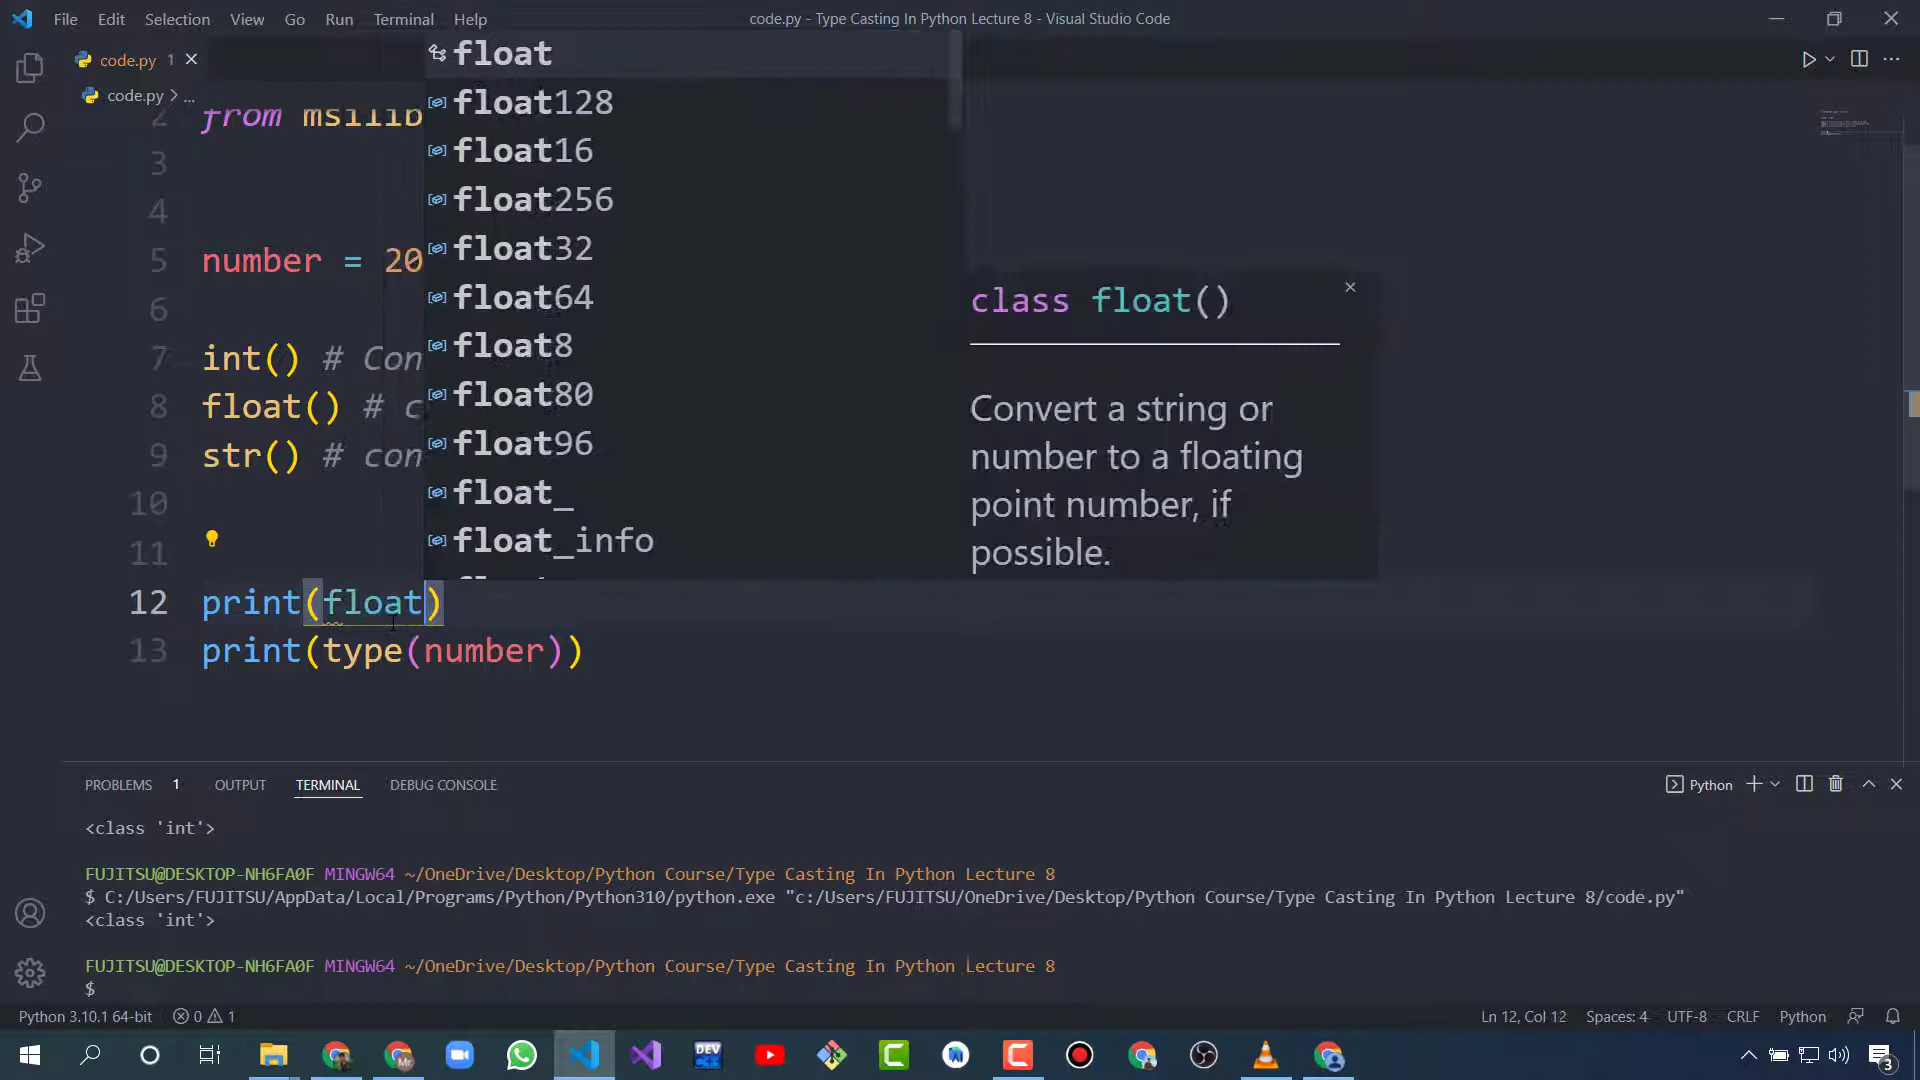 File Edit Selection View Go Run Terminal Help
code.py - Type Casting In Python Lecture 8 - Visual Studio Code
code.py 1
code.py > ...
2 from msilib
3
4
5 number = 20
6
7 int() # Con
8 float() # c
9 str() # con
10
11
12 print(float)
13 print(type(number))
float
float128
float16
float256
float32
float64
float8
float80
float96
float_
float_info
class float()
Convert a string or
number to a floating
point number, if
possible.
PROBLEMS 1 OUTPUT TERMINAL DEBUG CONSOLE
Python
<class 'int'>
FUJITSU@DESKTOP-NH6FA0F MINGW64 ~/OneDrive/Desktop/Python Course/Type Casting In Python Lecture 8
$ C:/Users/FUJITSU/AppData/Local/Programs/Python/Python310/python.exe "c:/Users/FUJITSU/OneDrive/Desktop/Python Course/Type Casting In Python Lecture 8/code.py"
<class 'int'>
FUJITSU@DESKTOP-NH6FA0F MINGW64 ~/OneDrive/Desktop/Python Course/Type Casting In Python Lecture 8
$
Python 3.10.1 64-bit 0 1 Ln 12, Col 12 Spaces: 4 UTF-8 CRLF Python
DEV
3